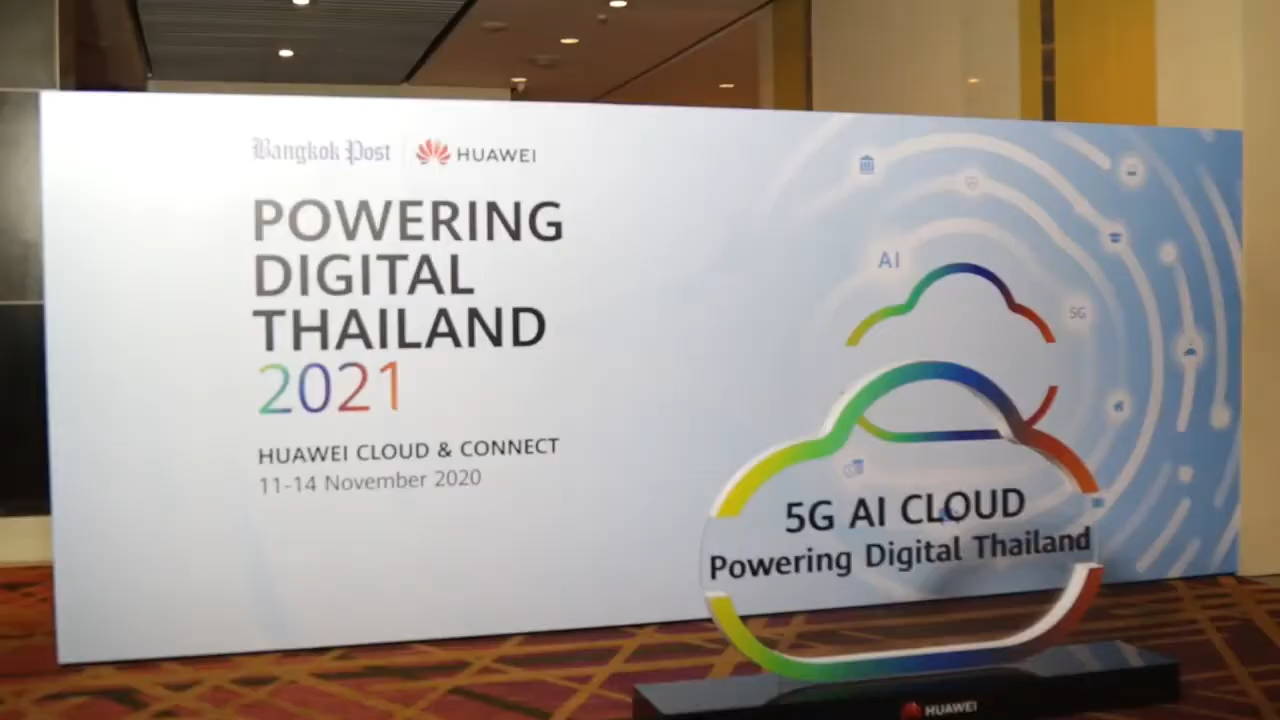 Bangkok Post
HUAWEI
POWERING
DIGITAL
THAILAND
2021
HUAWEI CLOUD & CONNECT
11-14 November 2020
AI
5G
5G AI CLOUD
Powering Digital Thailand
HUAWEI